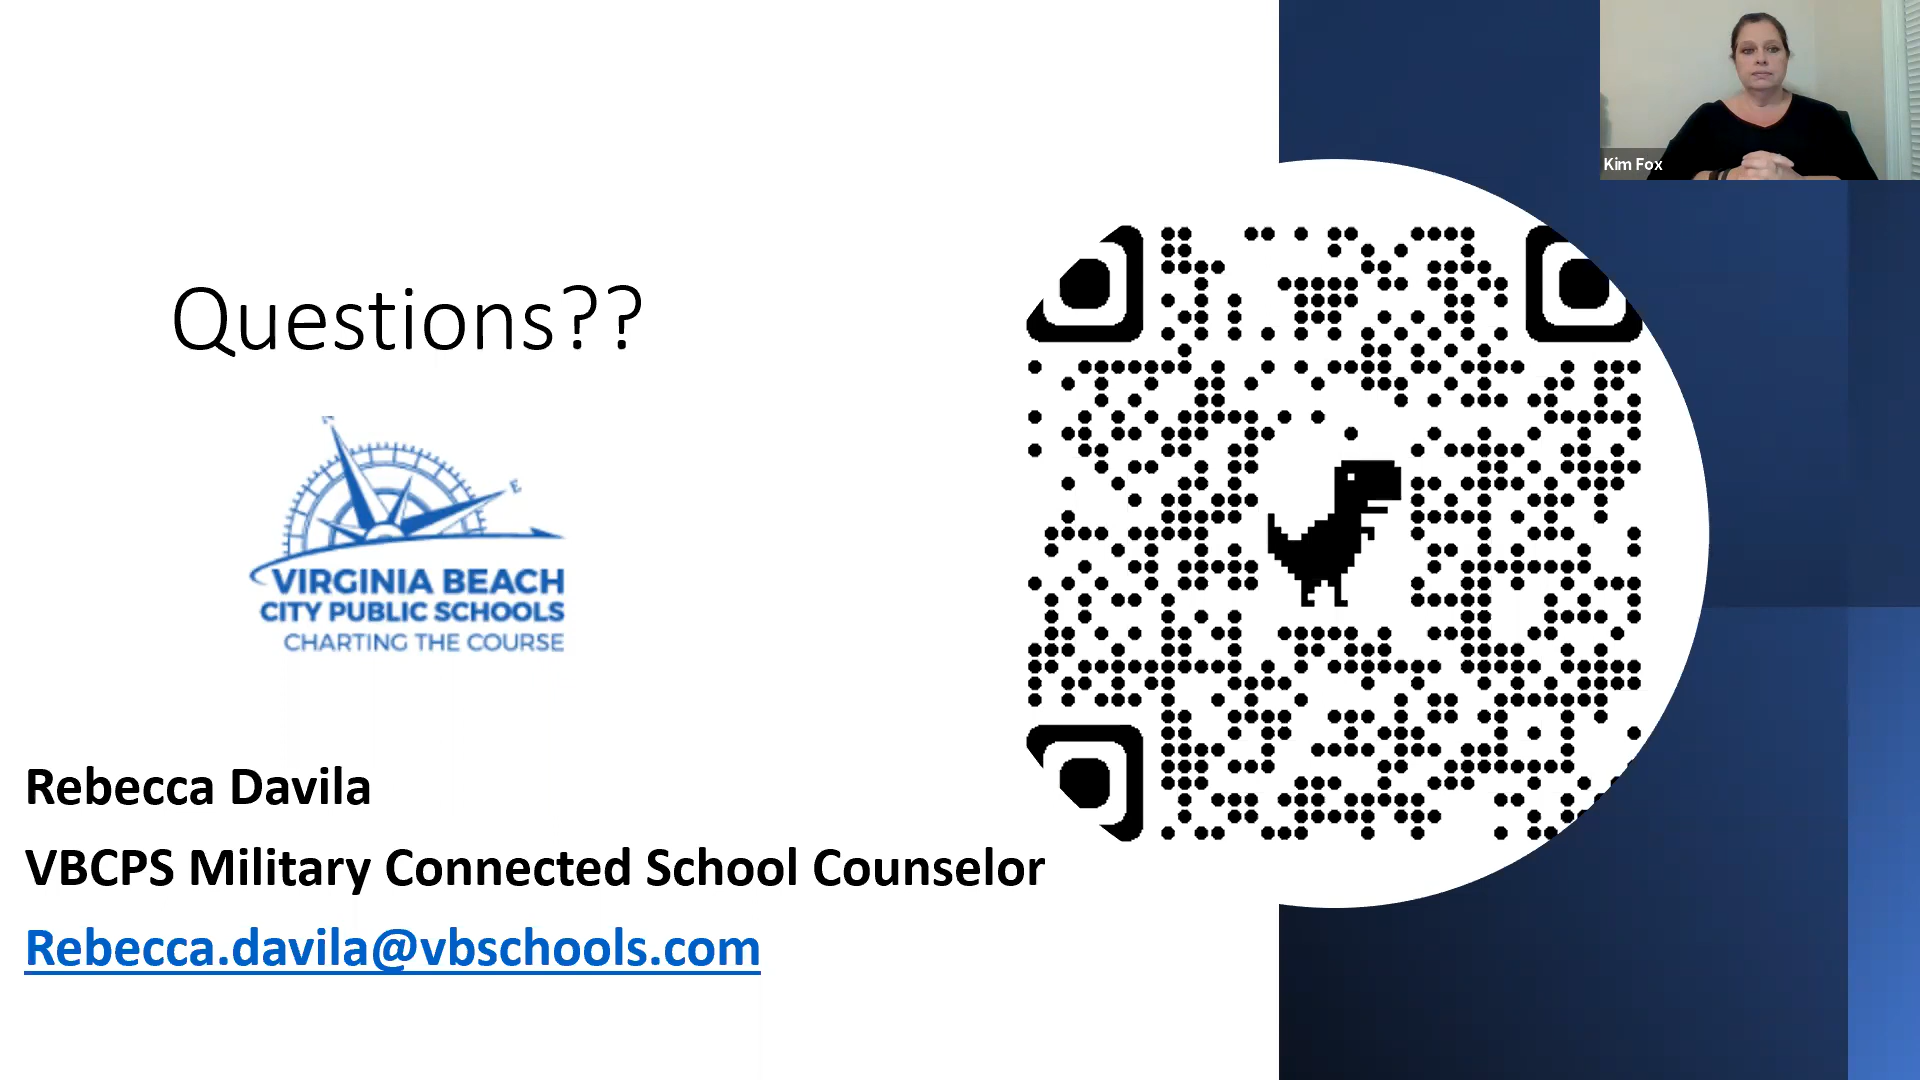 Kim Fox
Questions??
N
E
VIRGINIA BEACH
CITY PUBLIC SCHOOLS
CHARTING THE COURSE
Rebecca Davila
VBCPS Military Connected School Counselor
Rebecca.davila@vbschools.com